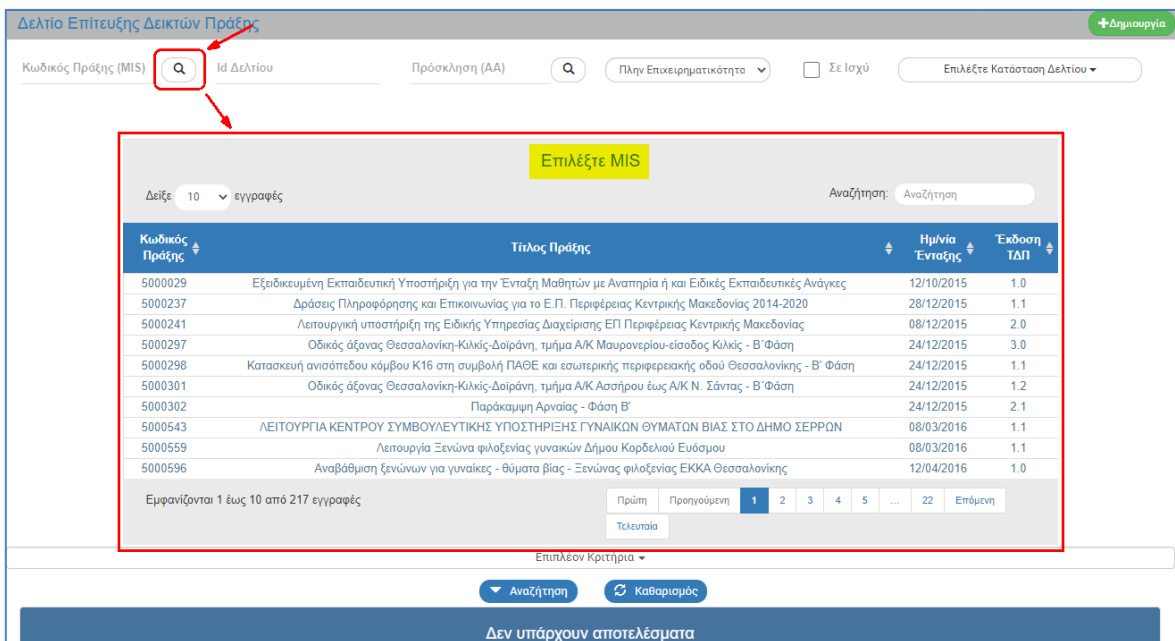 Δελτίο Επίτευξης Δεικτών Πράξης
Δημιουργία
Κωδικός Πράξης (MIS) Id Δελτίου Πρόσκληση (ΑΑ) Πλην Επιχειρηματικότητα Σε Ισχύ Επιλέξτε Κατάσταση Δελτίου
Επιλέξτε MIS
Δείξε 10 εγγραφές Αναζήτηση: Αναζήτηση
Κωδικός Πράξης Τίτλος Πράξης Ημ/νία Ένταξης Έκδοση ΤΔΠ
5000029 Εξειδικευμένη Εκπαιδευτική Υποστήριξη για την Ένταξη Μαθητών με Αναπηρία ή και Ειδικές Εκπαιδευτικές Ανάγκες 12/10/2015 1.0
5000237 Δράσεις Πληροφόρησης και Επικοινωνίας για το Ε.Π. Περιφέρειας Κεντρικής Μακεδονίας 2014-2020 28/12/2015 1.1
5000241 Λειτουργική υποστήριξη της Ειδικής Υπηρεσίας Διαχείρισης ΕΠ Περιφέρειας Κεντρικής Μακεδονίας 08/12/2015 2.0
5000297 Οδικός άξονας Θεσσαλονίκη-Κιλκίς-Δοϊράνη, τμήμα Α/Κ Μαυρονερίου-είσοδος Κιλκίς - Β΄Φάση 24/12/2015 3.0
5000298 Κατασκευή ανισόπεδου κόμβου Κ16 στη συμβολή ΠΑΘΕ και εσωτερικής περιφερειακής οδού Θεσσαλονίκης - Β' Φάση 24/12/2015 1.1
5000301 Οδικός άξονας Θεσσαλονίκη-Κιλκίς-Δοϊράνη, τμήμα Α/Κ Ασσήρου έως Α/Κ Ν. Σάντας - Β΄Φάση 24/12/2015 1.2
5000302 Παράκαμψη Αρναίας - Φάση Β' 24/12/2015 2.1
5000543 ΛΕΙΤΟΥΡΓΙΑ ΚΕΝΤΡΟΥ ΣΥΜΒΟΥΛΕΥΤΙΚΗΣ ΥΠΟΣΤΗΡΙΞΗΣ ΓΥΝΑΙΚΩΝ ΘΥΜΑΤΩΝ ΒΙΑΣ ΣΤΟ ΔΗΜΟ ΣΕΡΡΩΝ 08/03/2016 1.1
5000559 Λειτουργία Ξενώνα φιλοξενίας γυναικών Δήμου Κορδελιού Ευόσμου 08/03/2016 1.1
5000596 Αναβάθμιση ξενώνων για γυναίκες - θύματα βίας - Ξενώνας φιλοξενίας ΕΚΚΑ Θεσσαλονίκης 12/04/2016 1.0
Εμφανίζονται 1 έως 10 από 217 εγγραφές Πρώτη Προηγούμενη 1 2 3 4 5 ... 22 Επόμενη
Τελευταία
Επιπλέον Κριτήρια
Αναζήτηση Καθαρισμός
Δεν υπάρχουν αποτελέσματα